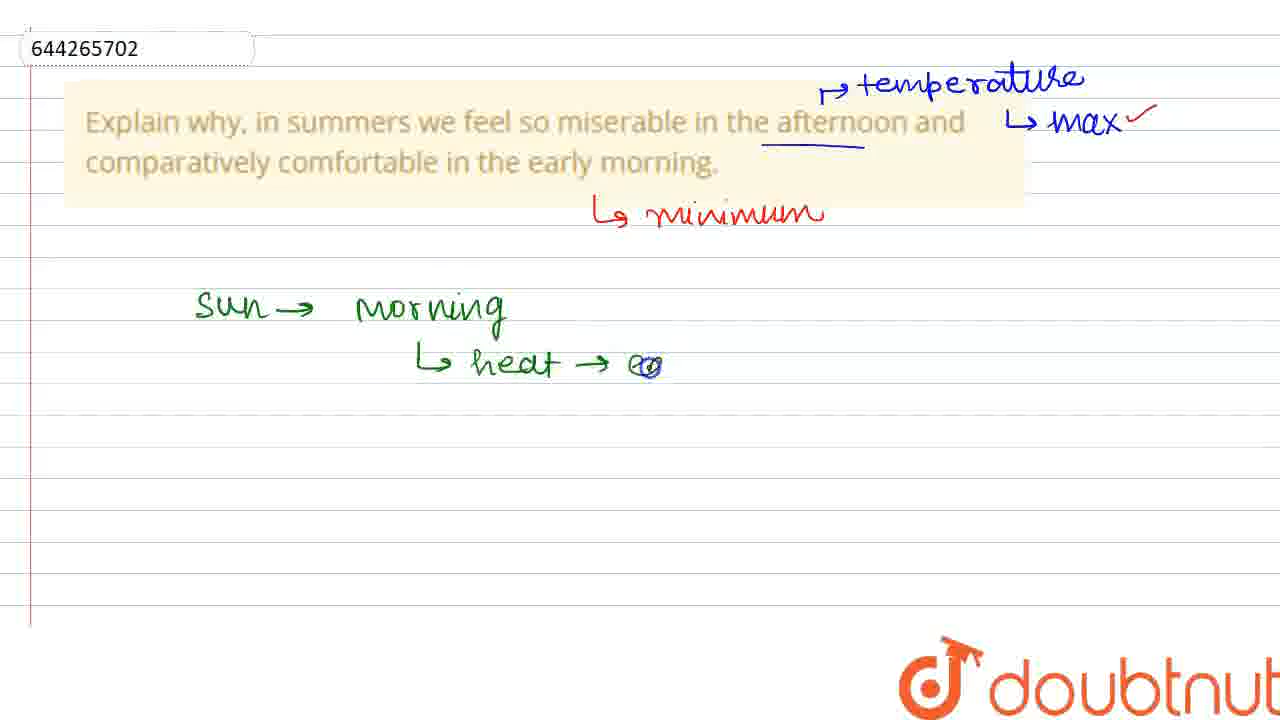 644265702
↦ temperature
Explain why, in summers we feel so miserable in the afternoon and
↳ max ✓
comparatively comfortable in the early morning.
↳ minimum
Sun → morning
↳ heat →
doubtnut